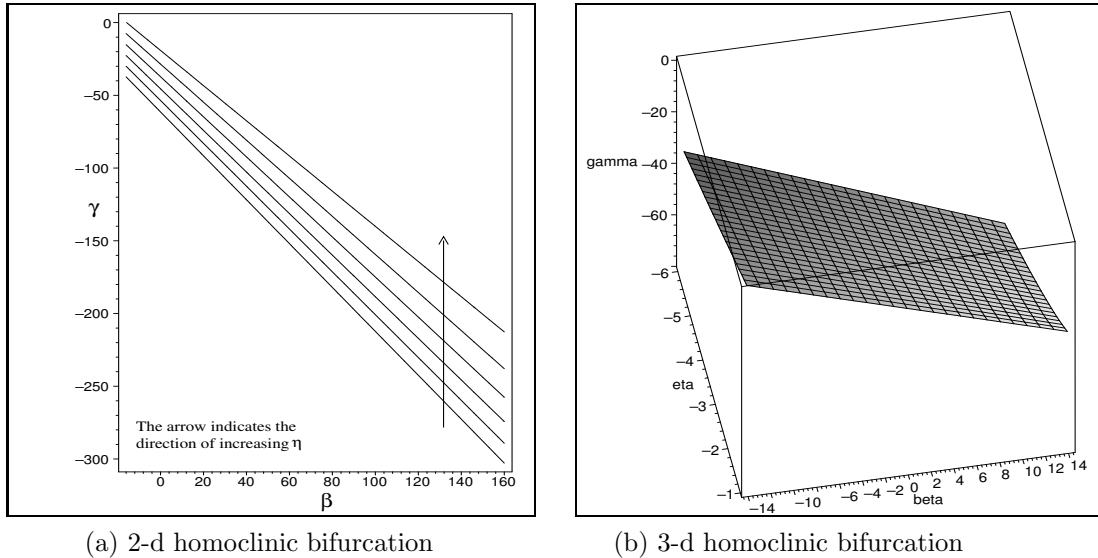 0
−50
−100
γ
−150
−200
−250
−300
The arrow indicates the
direction of increasing η
0 20 40 60 80 100 120 140 160
β
(a) 2-d homoclinic bifurcation
0
−20
−40
gamma
−60
−6
−5
−4
eta
−3
−2
−1
−14 −10 −6 −4 −2 0 2 4 6 8 10 12 14
beta
(b) 3-d homoclinic bifurcation